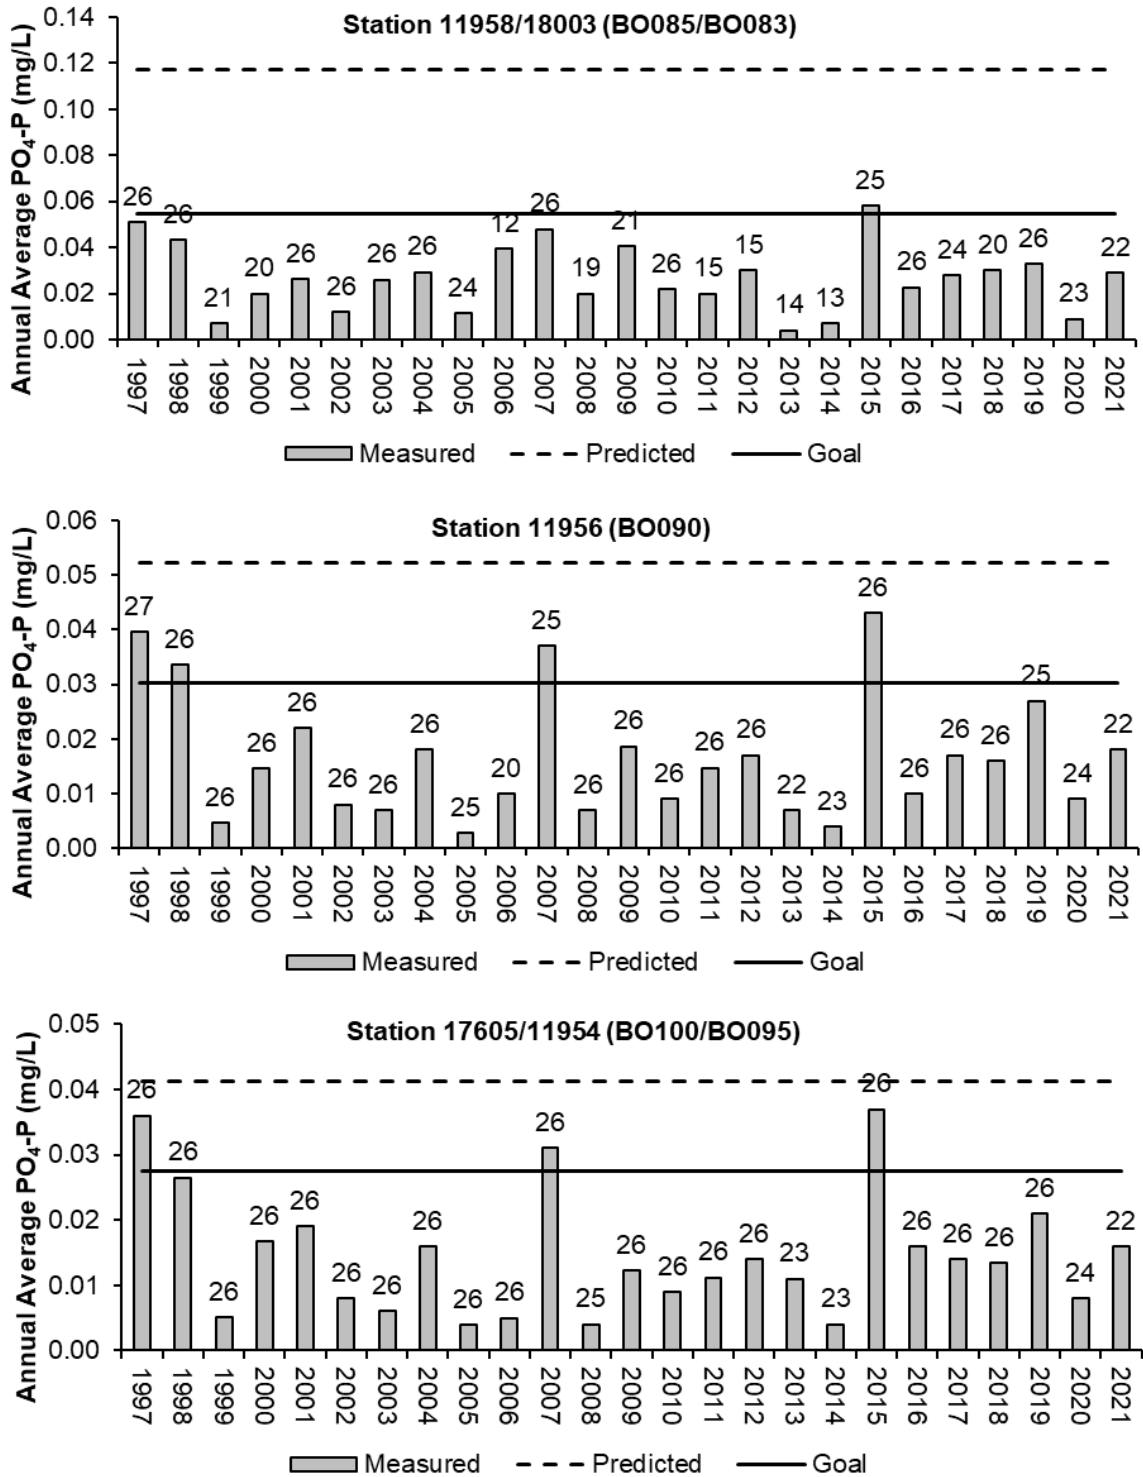 Station 11958/18003 (BO085/BO083)
Annual Average PO₄-P (mg/L)
0.14
0.12
0.10
0.08
0.06
0.04
0.02
0.00
26 26 21 20 26 26 26 26 24 12 26 19 21 26 15 15 14 13 25 26 24 20 26 23 22
1997 1998 1999 2000 2001 2002 2003 2004 2005 2006 2007 2008 2009 2010 2011 2012 2013 2014 2015 2016 2017 2018 2019 2020 2021
Measured Predicted Goal
Station 11956 (BO090)
Annual Average PO₄-P (mg/L)
0.06
0.05
0.04
0.03
0.02
0.01
0.00
27 26 26 26 26 26 26 26 25 20 25 26 26 26 26 26 22 23 26 26 26 26 25 24 22
1997 1998 1999 2000 2001 2002 2003 2004 2005 2006 2007 2008 2009 2010 2011 2012 2013 2014 2015 2016 2017 2018 2019 2020 2021
Measured Predicted Goal
Station 17605/11954 (BO100/BO095)
Annual Average PO₄-P (mg/L)
0.05
0.04
0.03
0.02
0.01
0.00
26 26 26 26 26 26 26 26 26 26 26 25 26 26 26 26 23 23 26 26 26 26 26 24 22
1997 1998 1999 2000 2001 2002 2003 2004 2005 2006 2007 2008 2009 2010 2011 2012 2013 2014 2015 2016 2017 2018 2019 2020 2021
Measured Predicted Goal